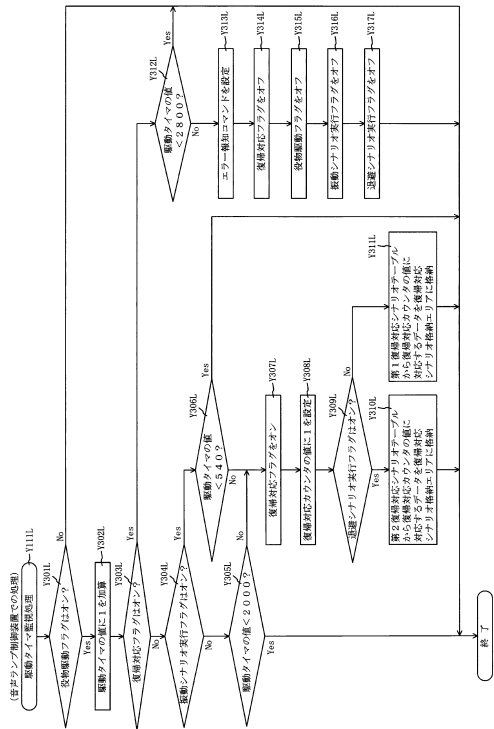 (音声ランプ制御装置での処理)
駆動タイマ監視処理
Y111L
役物駆動フラグはオン?
Y301L
No
Yes
駆動タイマの値に1を加算
Y302L
復帰対応フラグはオン?
Y303L
Yes
No
振動シナリオ実行フラグはオン?
Y304L
Yes
No
駆動タイマの値<2000?
Y305L
No
Yes
駆動タイマの値
<540?
Y306L
Yes
No
復帰対応フラグをオン
Y307L
復帰対応カウンタの値に1を設定
Y308L
退避シナリオ実行フラグはオン?
Y309L
No
Yes
第2復帰対応シナリオテーブル
から復帰対応カウンタの値に
対応するデータを復帰対応
シナリオ格納エリアに格納
Y310L
第1復帰対応シナリオテーブル
から復帰対応カウンタの値に
対応するデータを復帰対応
シナリオ格納エリアに格納
Y311L
駆動タイマの値
<2800?
Y312L
Yes
No
エラー報知コマンドを設定
Y313L
復帰対応フラグをオフ
Y314L
役物駆動フラグをオフ
Y315L
振動シナリオ実行フラグをオフ
Y316L
退避シナリオ実行フラグをオフ
Y317L
終了